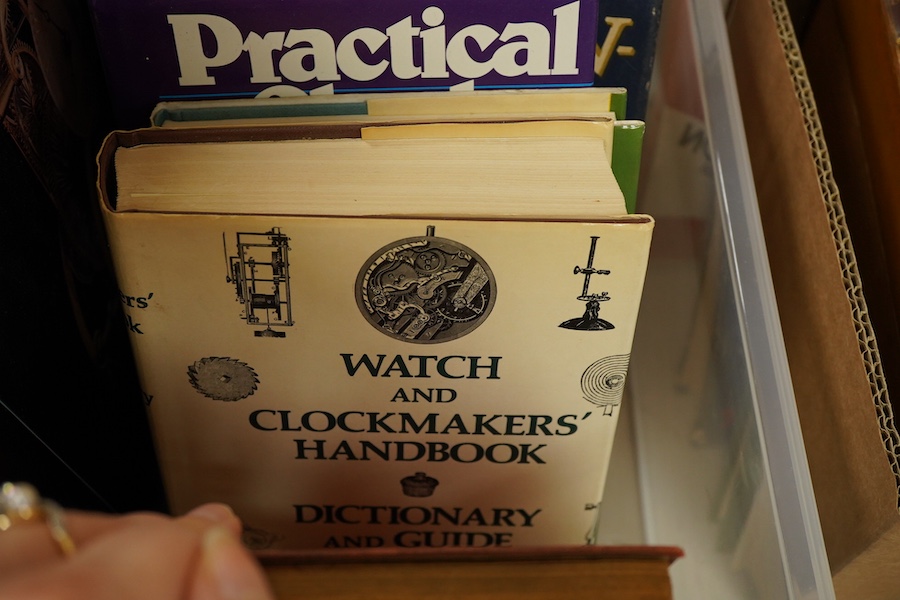 Practical
WATCH
AND
CLOCKMAKERS'
HANDBOOK
DICTIONARY
AND GUIDE